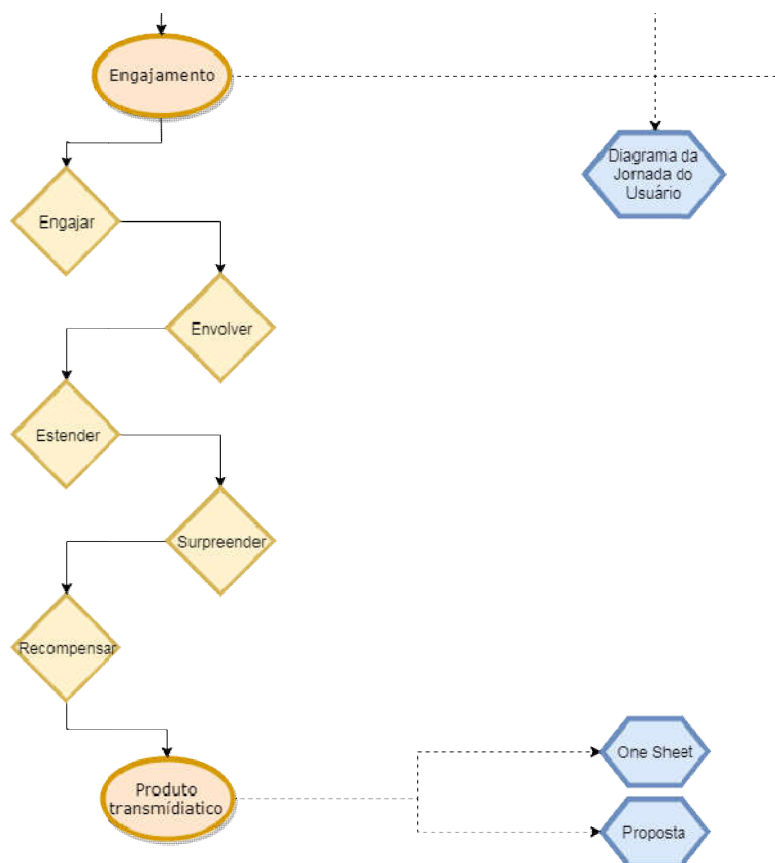 Engajamento
Diagrama da
Jornada do
Usuário
Engajar
Envolver
Estender
Surpreender
Recompensar
Produto
transmídiatico
One Sheet
Proposta